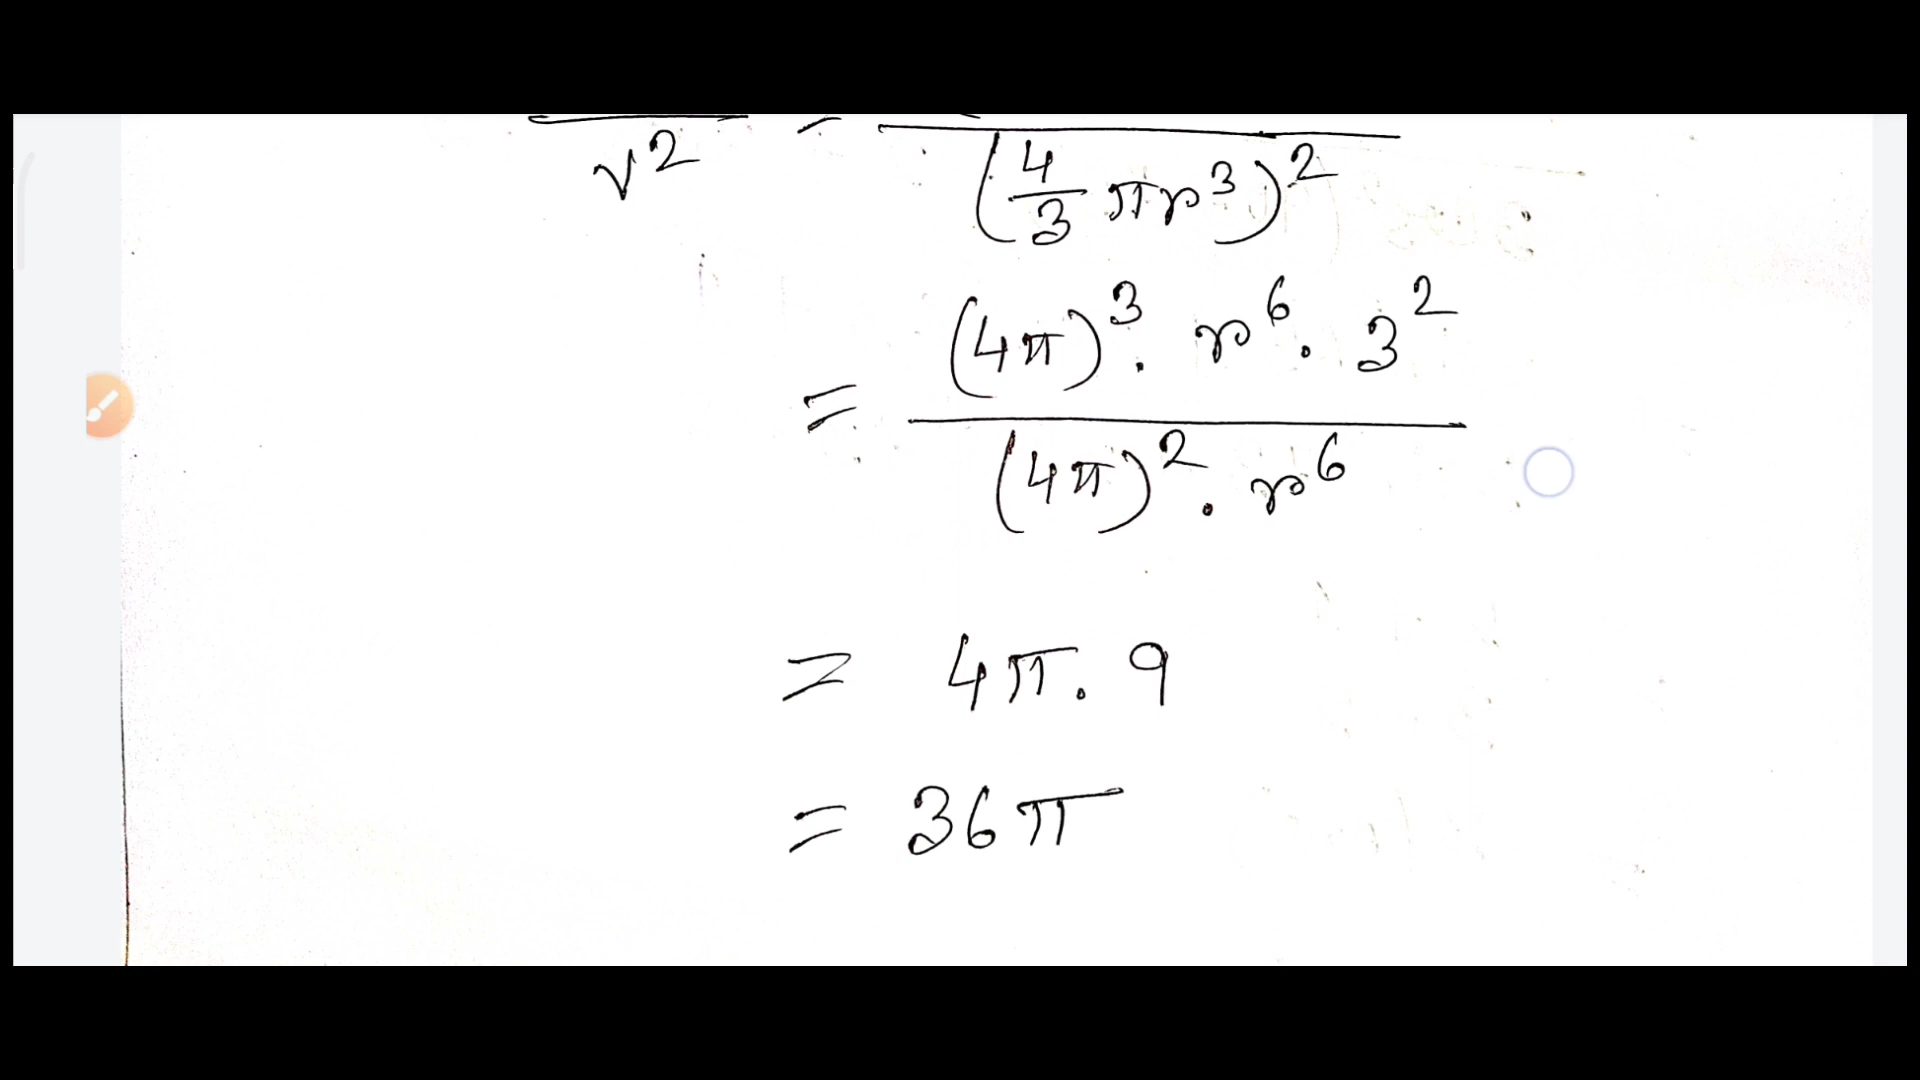 v² = (4/3 πr³)²
= (4π)³ . r⁶ . 3² / (4π)² . r⁶
= 4π . 9
= 36π